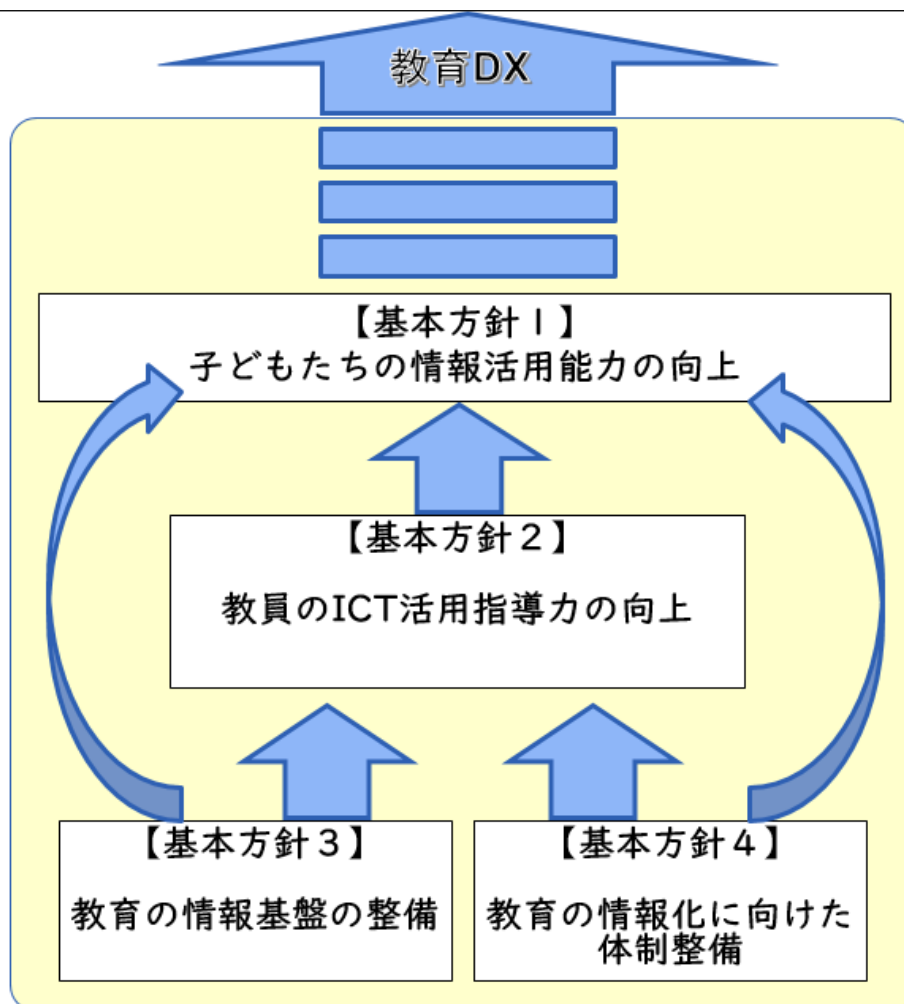 教育DX
【基本方針1】
子どもたちの情報活用能力の向上
【基本方針2】
教員のICT活用指導力の向上
【基本方針3】
教育の情報基盤の整備
【基本方針4】
教育の情報化に向けた
体制整備